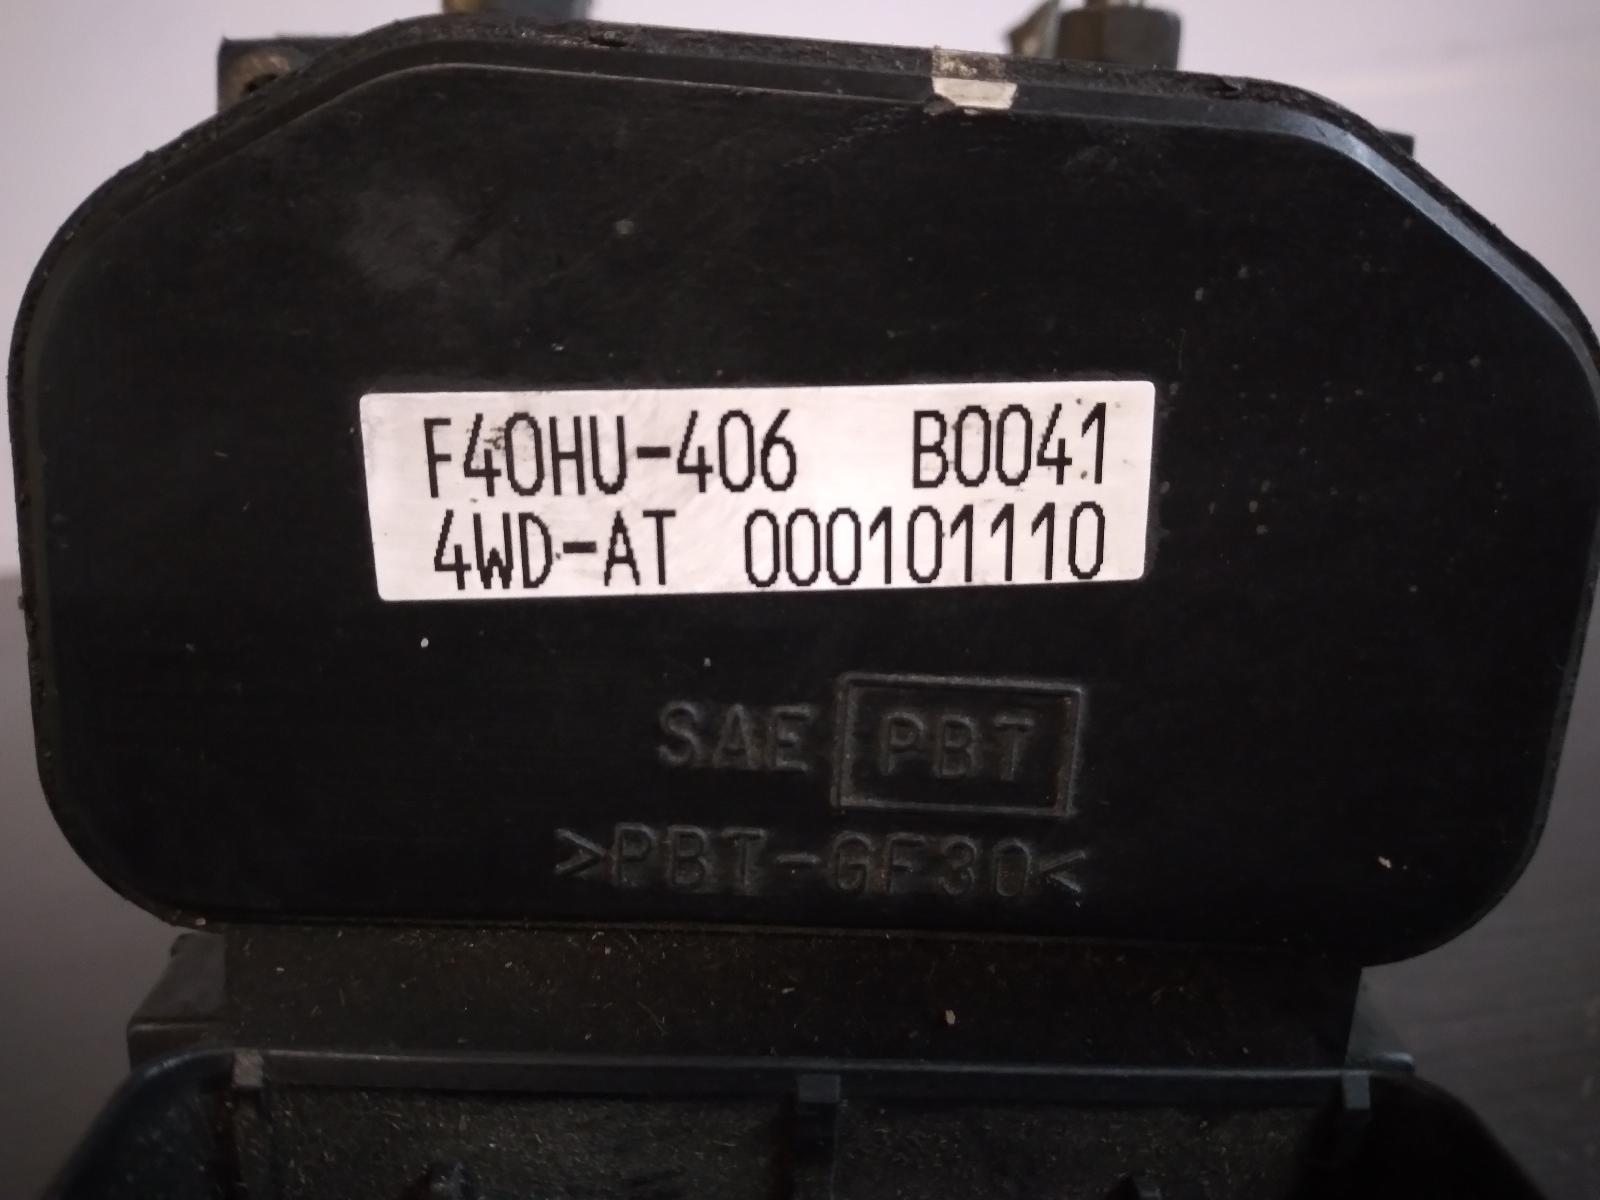 F40HU-406 B0041
4WD-AT 000101110
SAE PBT
>PBT-GF30<